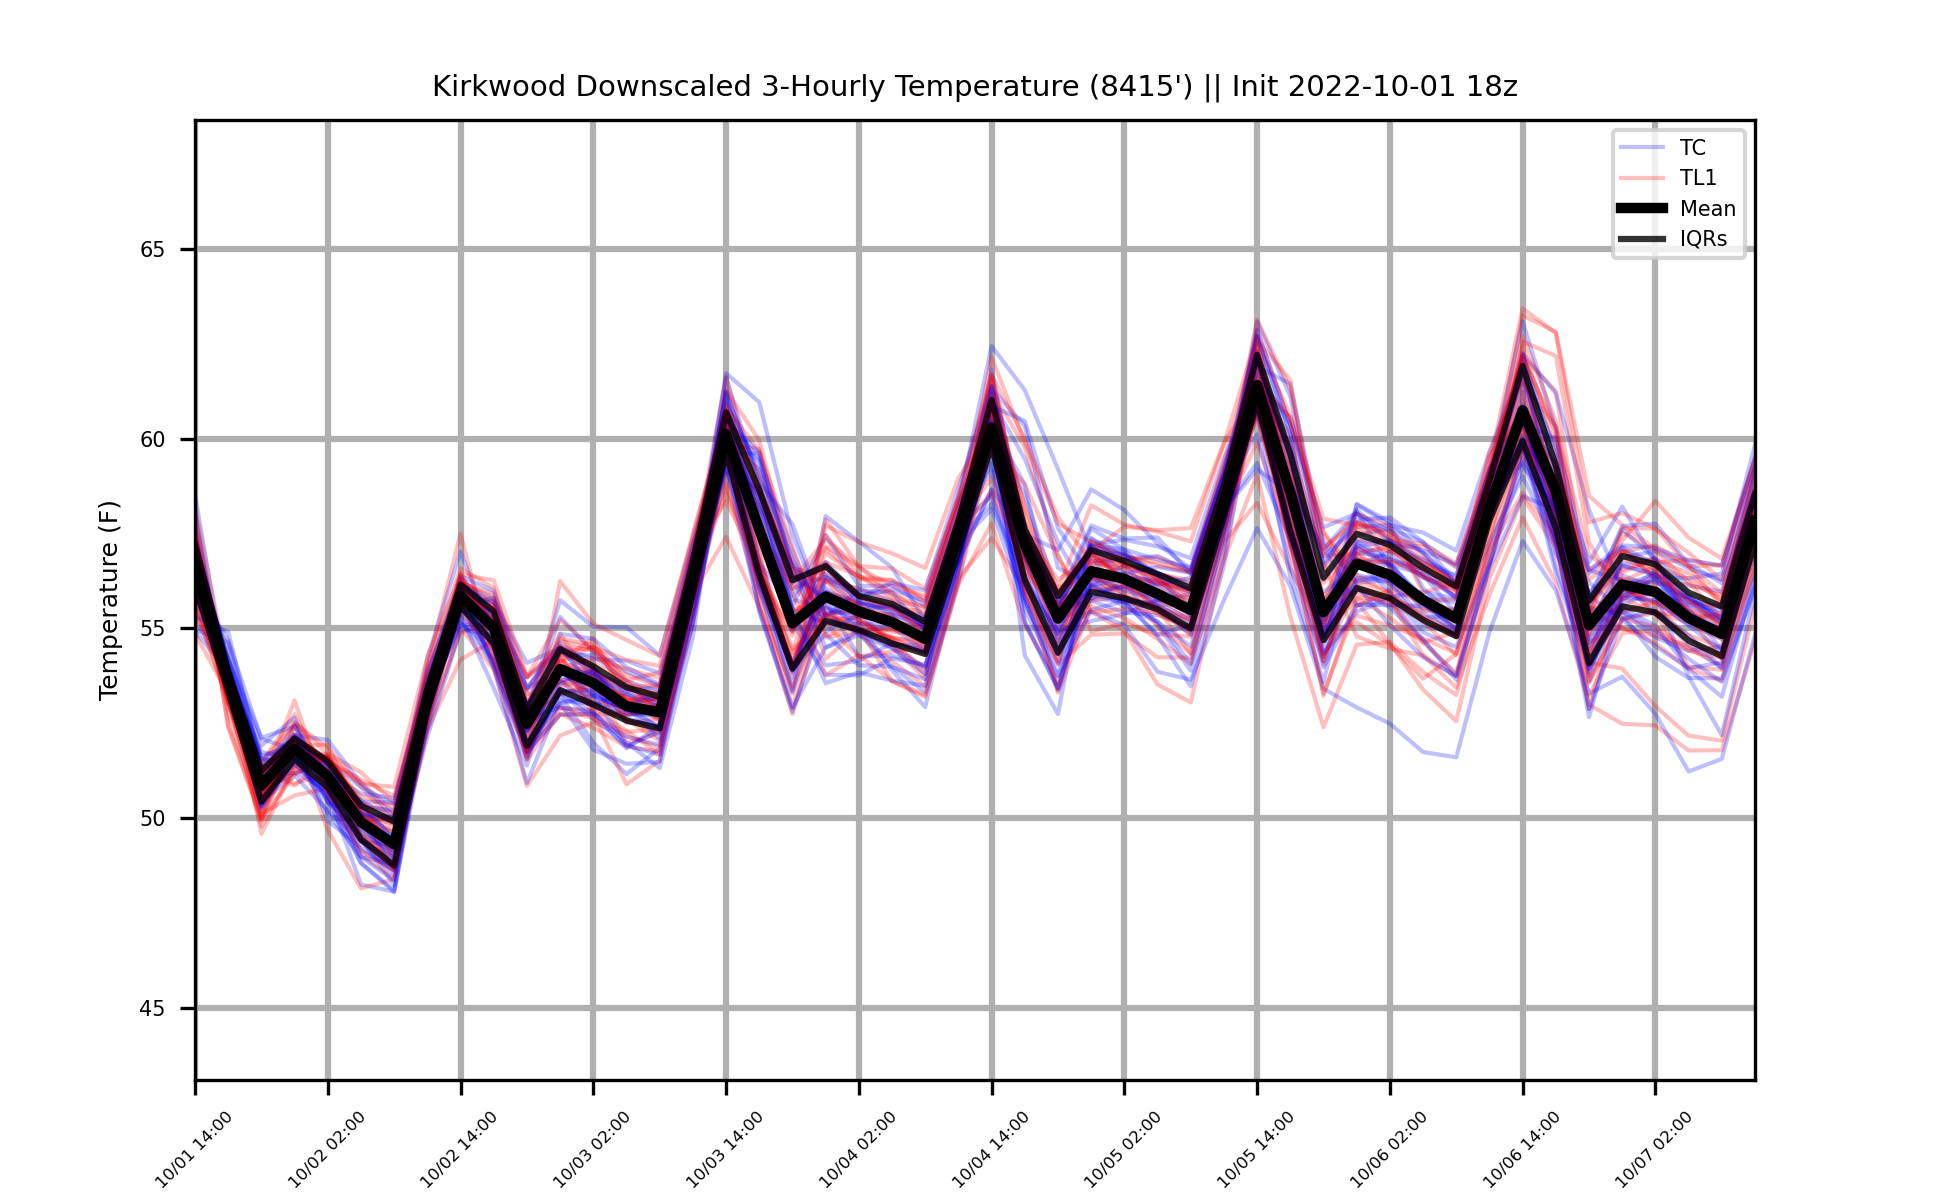 Kirkwood Downscaled 3-Hourly Temperature (8415') || Init 2022-10-01 18z
TC
TL1
Mean
IQRs
Temperature (F)
65
60
55
50
45
10/01 14:00
10/02 02:00
10/02 14:00
10/03 02:00
10/03 14:00
10/04 02:00
10/04 14:00
10/05 02:00
10/05 14:00
10/06 02:00
10/06 14:00
10/07 02:00